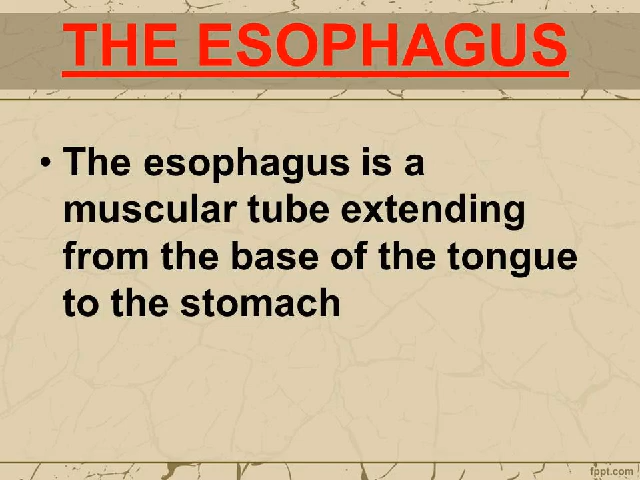 THE ESOPHAGUS
• The esophagus is a
muscular tube extending
from the base of the tongue
to the stomach
fppt.com